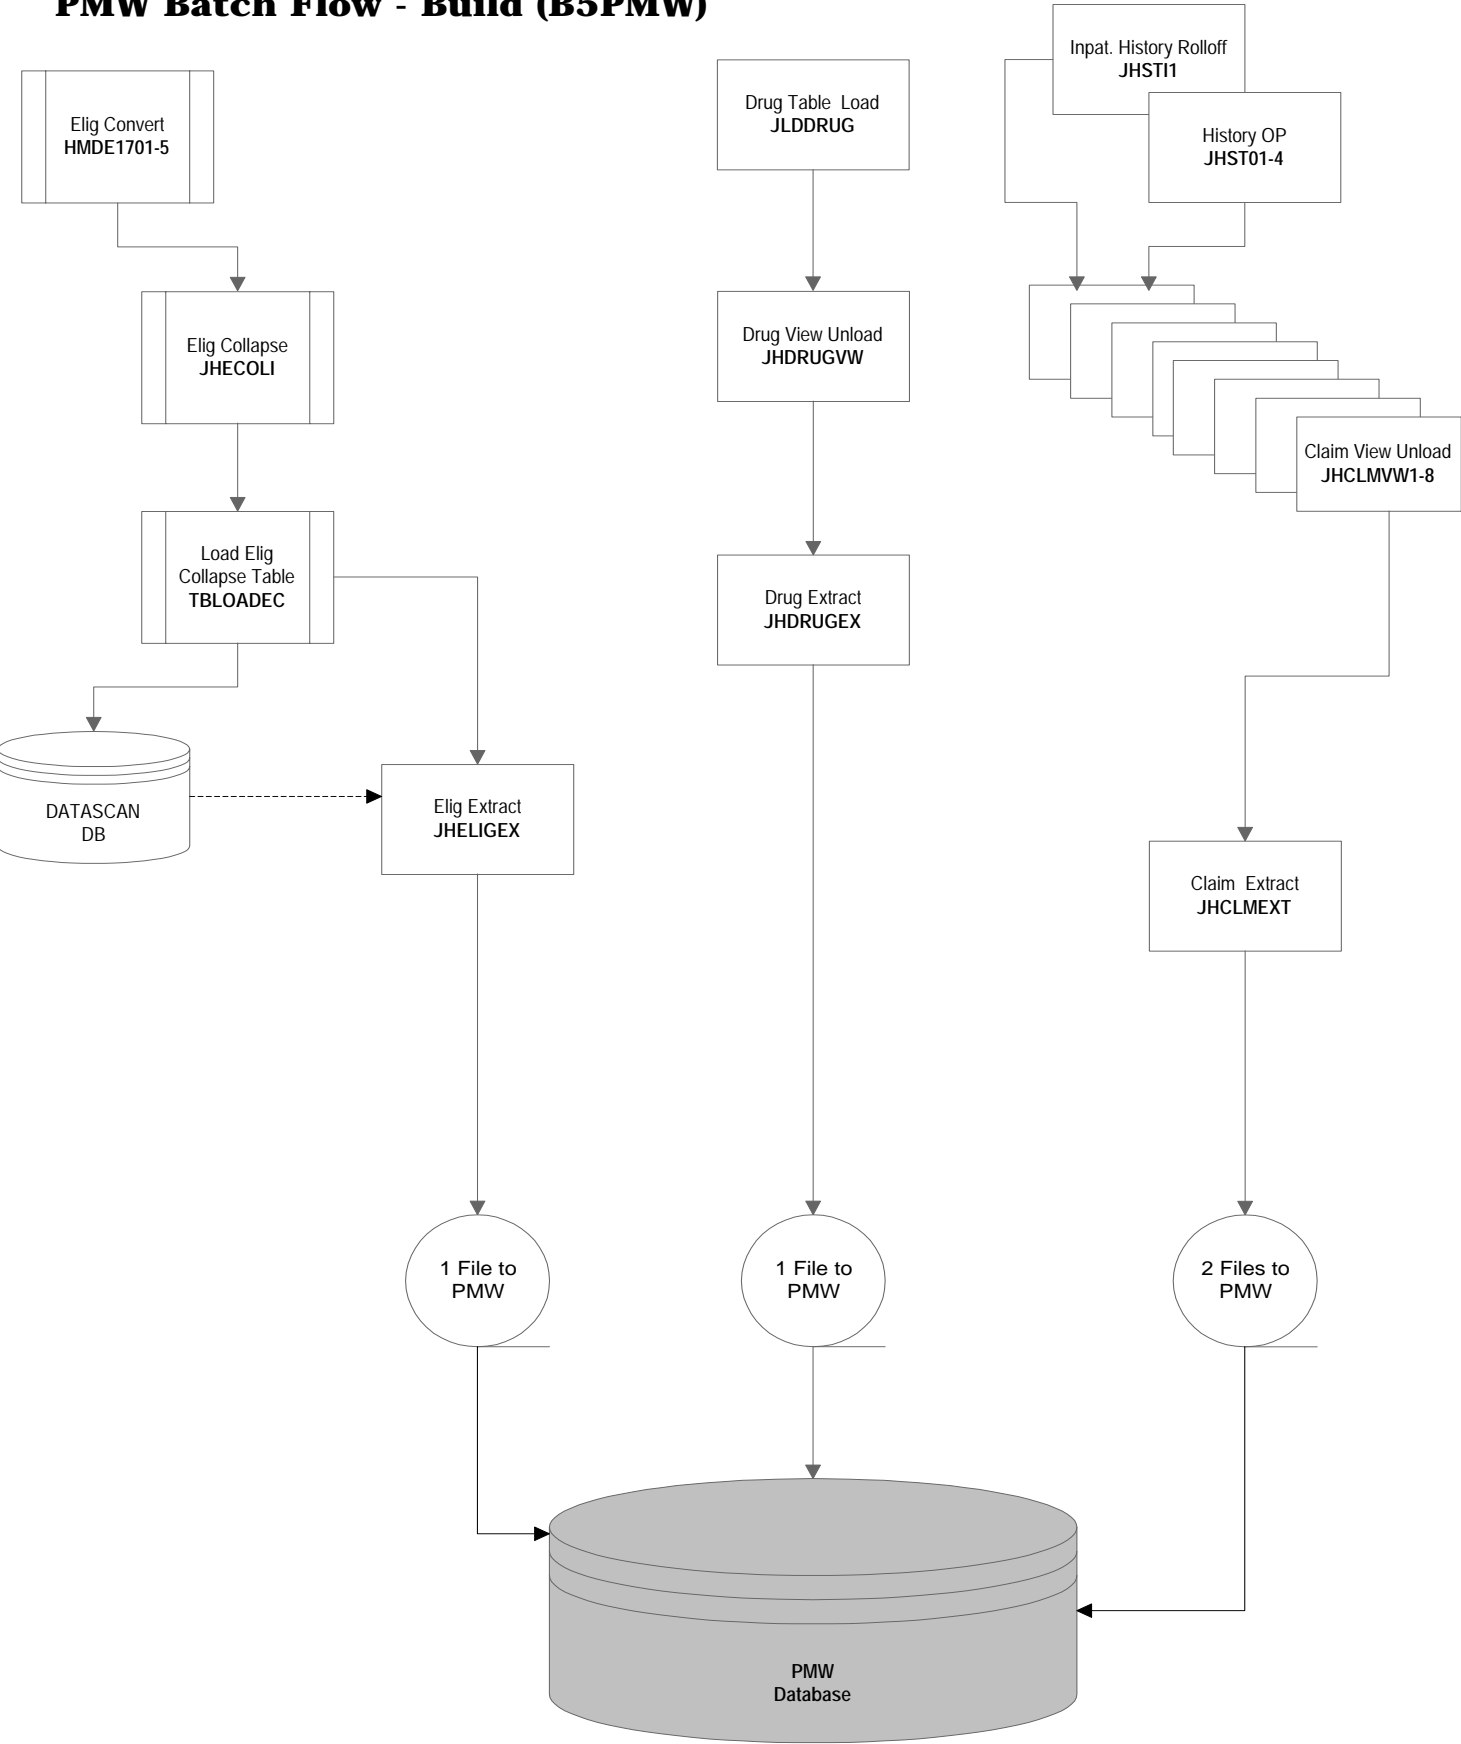 PMW Batch Flow - Build (B5PMW)
Elig Convert
HMDE1701-5
Elig Collapse
JHECOLI
Load Elig
Collapse Table
TBLOADEC
DATASCAN
DB
Elig Extract
JHELIGEX
1 File to
PMW
Drug Table Load
JLDDRUG
Drug View Unload
JHDRUGVW
Drug Extract
JHDRUGEX
1 File to
PMW
Inpat. History Rolloff
JHSTI1
History OP
JHST01-4
Claim View Unload
JHCLMVW1-8
Claim Extract
JHCLMEXT
2 Files to
PMW
PMW
Database